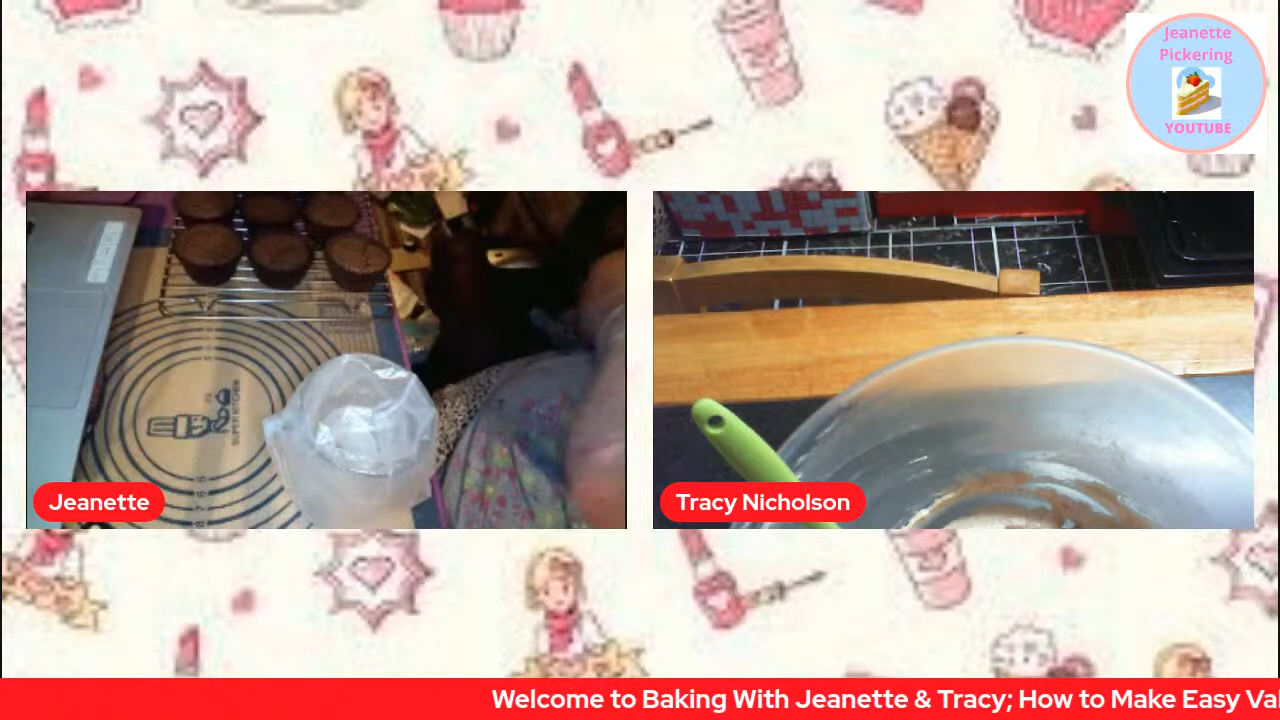 Jeanette
Pickering
YOUTUBE
Jeanette
Tracy Nicholson
Welcome to Baking With Jeanette & Tracy; How to Make Easy Va